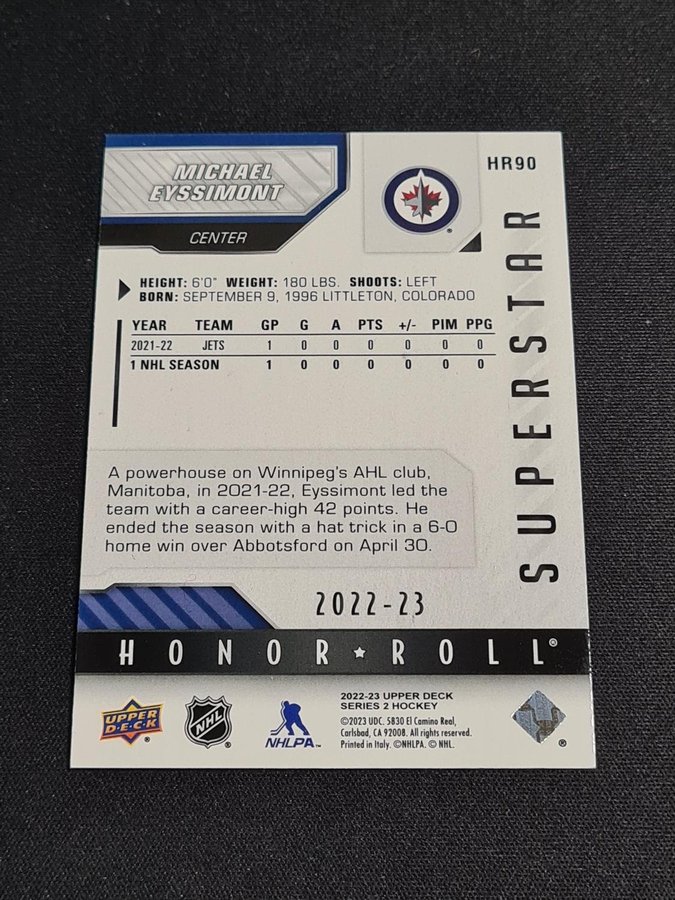 MICHAEL
EYSSIMONT
HR90
CENTER
SUPERSTAR
HEIGHT: 6'0" WEIGHT: 180 LBS. SHOOTS: LEFT
BORN: SEPTEMBER 9, 1996 LITTLETON, COLORADO
YEAR TEAM GP G A PTS +/- PIM PPG
2021-22 JETS 1 0 0 0 0 0 0
1 NHL SEASON 1 0 0 0 0 0 0
A powerhouse on Winnipeg's AHL club,
Manitoba, in 2021-22, Eyssimont led the
team with a career-high 42 points. He
ended the season with a hat trick in a 6-0
home win over Abbotsford on April 30.
2022-23
HONOR ★ ROLL®
UPPER
DECK
®
NHL
®
NHLPA™
2022-23 UPPER DECK
SERIES 2 HOCKEY
©2023 UDC. 5830 El Camino Real,
Carlsbad, CA 92008. All rights reserved.
Printed in Italy. ©NHLPA. © NHL.
®